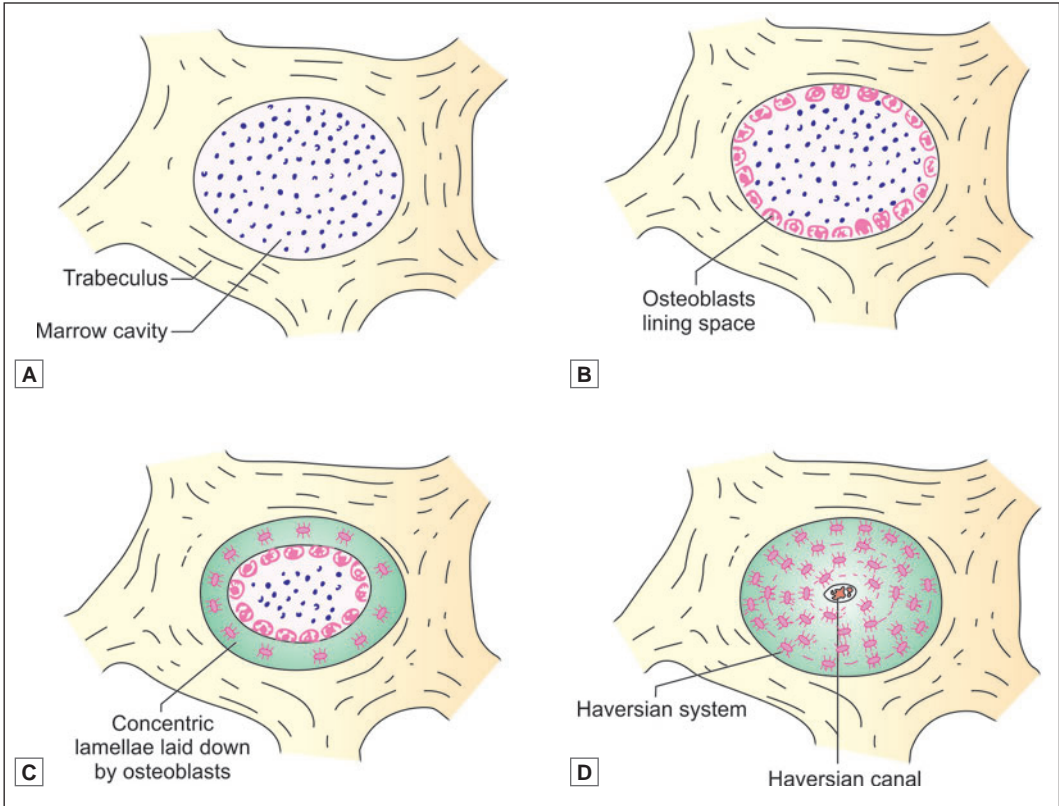 Trabeculus
Marrow cavity
A
Osteoblasts
lining space
B
Concentric
lamellae laid down
by osteoblasts
C
Haversian system
Haversian canal
D